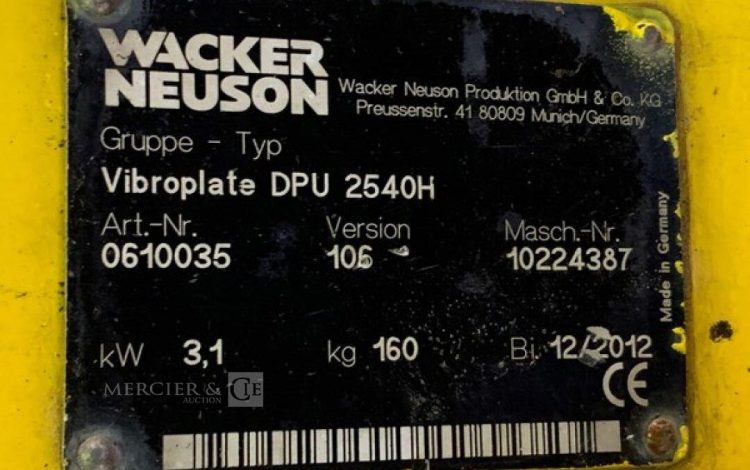 WACKER
NEUSON
Wacker Neuson Produktion GmbH & Co. KG
Preussenstr. 41 80809 Munich/Germany
Gruppe - Typ
Vibroplate DPU 2540H
Art.-Nr. Version Masch.-Nr.
0610035 106 10224387
Made in Germany
kW 3,1 kg 160 Bj. 12/2012
CE
MERCIER & CIE
AUCTION